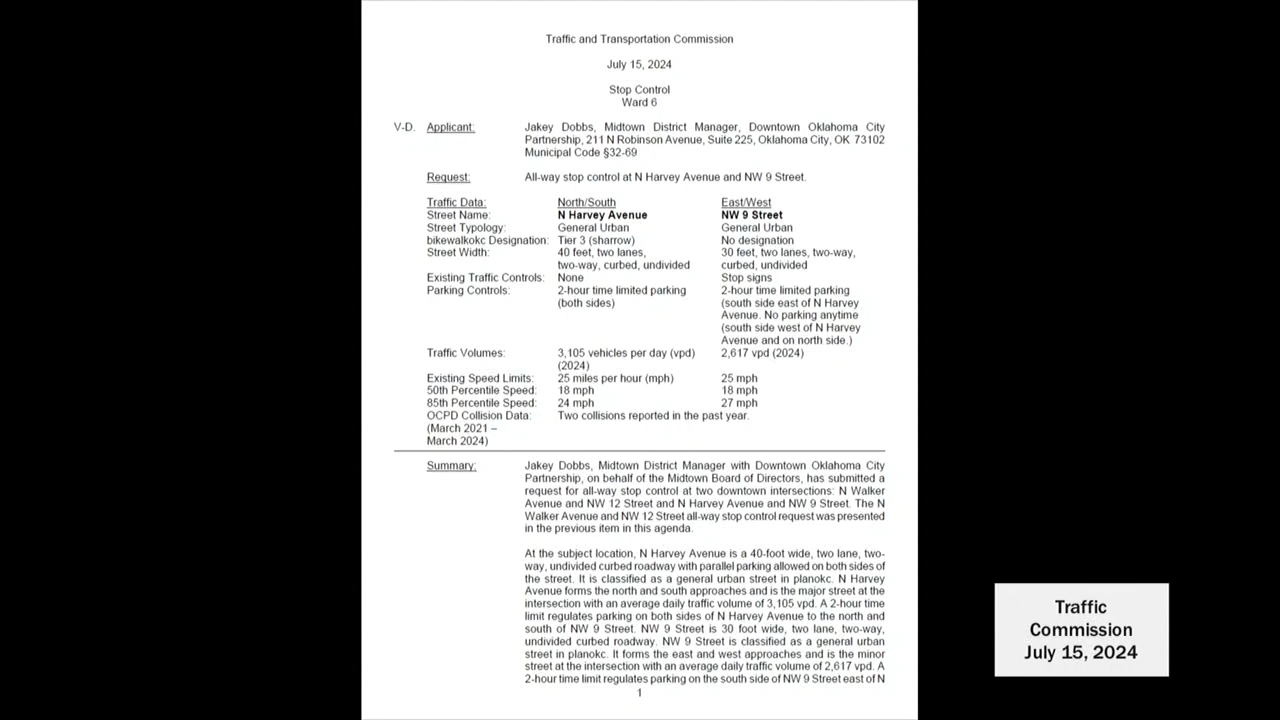 Traffic and Transportation Commission
July 15, 2024
Stop Control
Ward 6
V-D. Applicant: Jakey Dobbs, Midtown District Manager, Downtown Oklahoma City
Partnership, 211 N Robinson Avenue, Suite 225, Oklahoma City, OK 73102
Municipal Code §32-69
Request: All-way stop control at N Harvey Avenue and NW 9 Street.
Traffic Data: North/South East/West
Street Name: N Harvey Avenue NW 9 Street
Street Typology: General Urban General Urban
bikewalkokc Designation: Tier 3 (sharrow) No designation
Street Width: 40 feet, two lanes, 30 feet, two lanes, two-way,
two-way, curbed, undivided curbed, undivided
Existing Traffic Controls: None Stop signs
Parking Controls: 2-hour time limited parking 2-hour time limited parking
(both sides) (south side east of N Harvey
Avenue. No parking anytime
(south side west of N Harvey
Avenue and on north side.)
Traffic Volumes: 3,105 vehicles per day (vpd) 2,617 vpd (2024)
(2024)
Existing Speed Limits: 25 miles per hour (mph) 25 mph
50th Percentile Speed: 18 mph 18 mph
85th Percentile Speed: 24 mph 27 mph
OCPD Collision Data: Two collisions reported in the past year.
(March 2021 –
March 2024)
Summary: Jakey Dobbs, Midtown District Manager with Downtown Oklahoma City
Partnership, on behalf of the Midtown Board of Directors, has submitted a
request for all-way stop control at two downtown intersections: N Walker
Avenue and NW 12 Street and N Harvey Avenue and NW 9 Street. The N
Walker Avenue and NW 12 Street all-way stop control request was presented
in the previous item in this agenda.
At the subject location, N Harvey Avenue is a 40-foot wide, two lane, two-
way, undivided curbed roadway with parallel parking allowed on both sides of
the street. It is classified as a general urban street in planokc. N Harvey
Avenue forms the north and south approaches and is the major street at the
intersection with an average daily traffic volume of 3,105 vpd. A 2-hour time
limit regulates parking on both sides of N Harvey Avenue to the north and
south of NW 9 Street. NW 9 Street is 30 foot wide, two lane, two-way,
undivided curbed roadway. NW 9 Street is classified as a general urban
street in planokc. It forms the east and west approaches and is the minor
street at the intersection with an average daily traffic volume of 2,617 vpd. A
2-hour time limit regulates parking on the south side of NW 9 Street east of N
1
Traffic
Commission
July 15, 2024